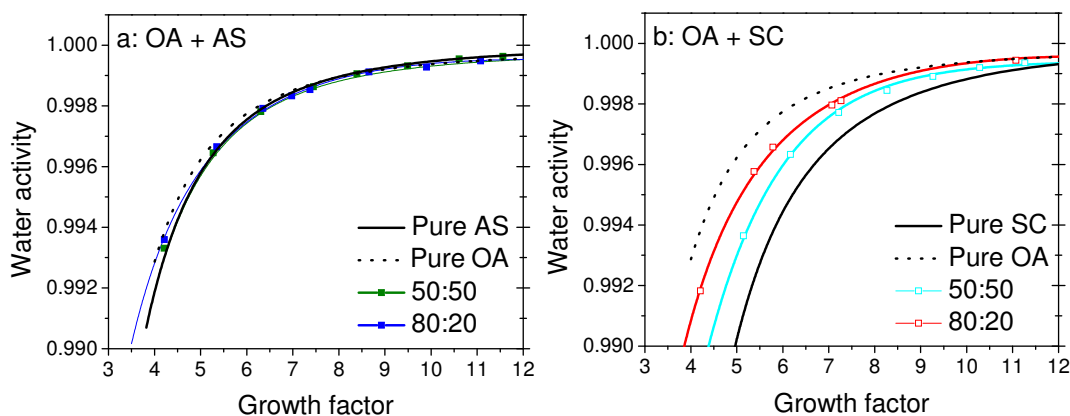 a: OA + AS
1.000
0.998
0.996
0.994
0.992
0.990
Water activity
Pure AS
Pure OA
50:50
80:20
3 4 5 6 7 8 9 10 11 12
Growth factor
b: OA + SC
1.000
0.998
0.996
0.994
0.992
0.990
Water activity
Pure SC
Pure OA
50:50
80:20
3 4 5 6 7 8 9 10 11 12
Growth factor